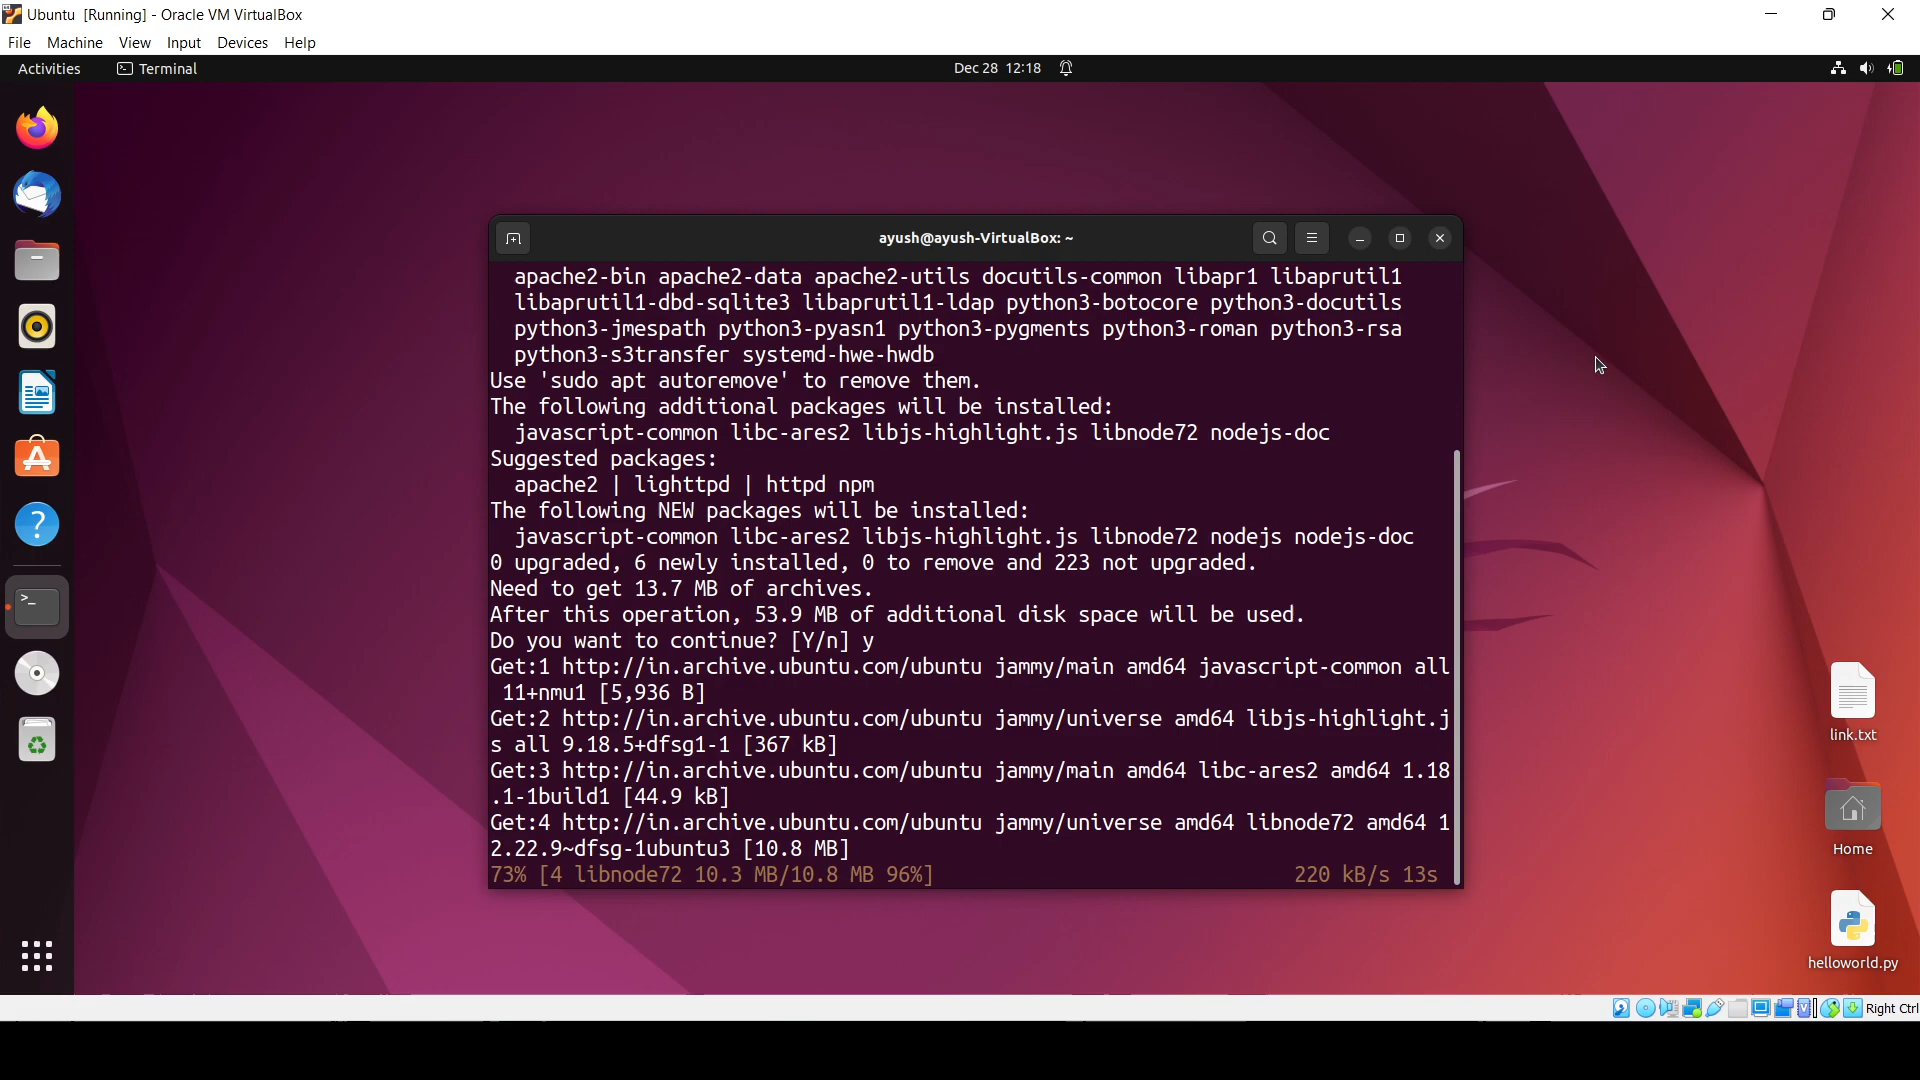 Ubuntu [Running] - Oracle VM VirtualBox
File Machine View Input Devices Help
Activities Terminal Dec 28 12:18
ayush@ayush-VirtualBox: ~
apache2-bin apache2-data apache2-utils docutils-common libapr1 libaprutil1
libaprutil1-dbd-sqlite3 libaprutil1-ldap python3-botocore python3-docutils
python3-jmespath python3-pyasn1 python3-pygments python3-roman python3-rsa
python3-s3transfer systemd-hwe-hwdb
Use 'sudo apt autoremove' to remove them.
The following additional packages will be installed:
javascript-common libc-ares2 libjs-highlight.js libnode72 nodejs-doc
Suggested packages:
apache2 | lighttpd | httpd npm
The following NEW packages will be installed:
javascript-common libc-ares2 libjs-highlight.js libnode72 nodejs nodejs-doc
0 upgraded, 6 newly installed, 0 to remove and 223 not upgraded.
Need to get 13.7 MB of archives.
After this operation, 53.9 MB of additional disk space will be used.
Do you want to continue? [Y/n] y
Get:1 http://in.archive.ubuntu.com/ubuntu jammy/main amd64 javascript-common all
11+nmu1 [5,936 B]
Get:2 http://in.archive.ubuntu.com/ubuntu jammy/universe amd64 libjs-highlight.j
s all 9.18.5+dfsg1-1 [367 kB]
Get:3 http://in.archive.ubuntu.com/ubuntu jammy/main amd64 libc-ares2 amd64 1.18
.1-1build1 [44.9 kB]
Get:4 http://in.archive.ubuntu.com/ubuntu jammy/universe amd64 libnode72 amd64 1
2.22.9~dfsg-1ubuntu3 [10.8 MB]
73% [4 libnode72 10.3 MB/10.8 MB 96%] 220 kB/s 13s
link.txt
Home
helloworld.py
Right Ctrl